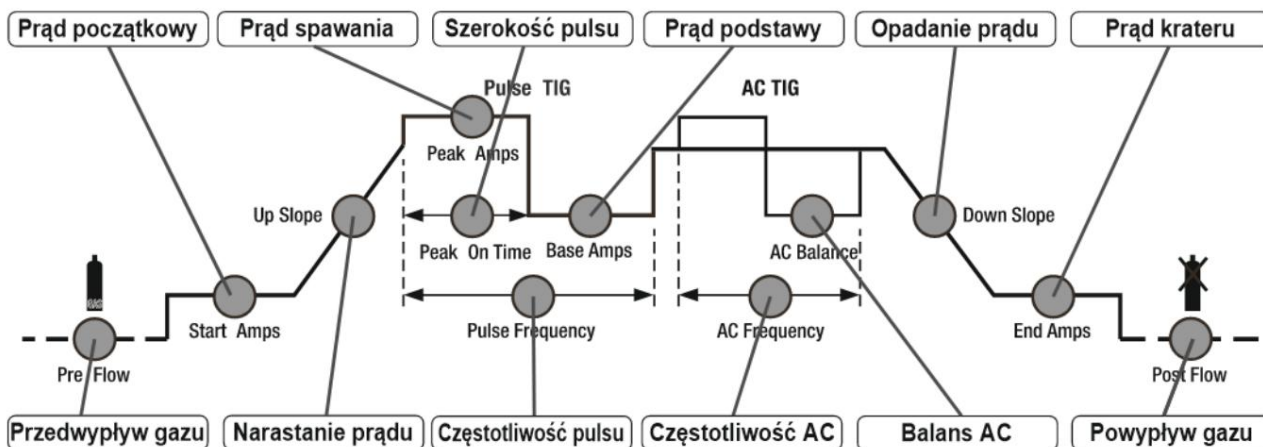 Prąd początkowy
Prąd spawania
Szerokość pulsu
Prąd podstawy
Opadanie prądu
Prąd krateru
Pulse TIG
AC TIG
Peak Amps
Up Slope
Down Slope
Peak On Time
Base Amps
AC Balance
Start Amps
Pulse Frequency
AC Frequency
End Amps
Pre Flow
Post Flow
Przedwypływ gazu
Narastanie prądu
Częstotliwość pulsu
Częstotliwość AC
Balans AC
Powypływ gazu